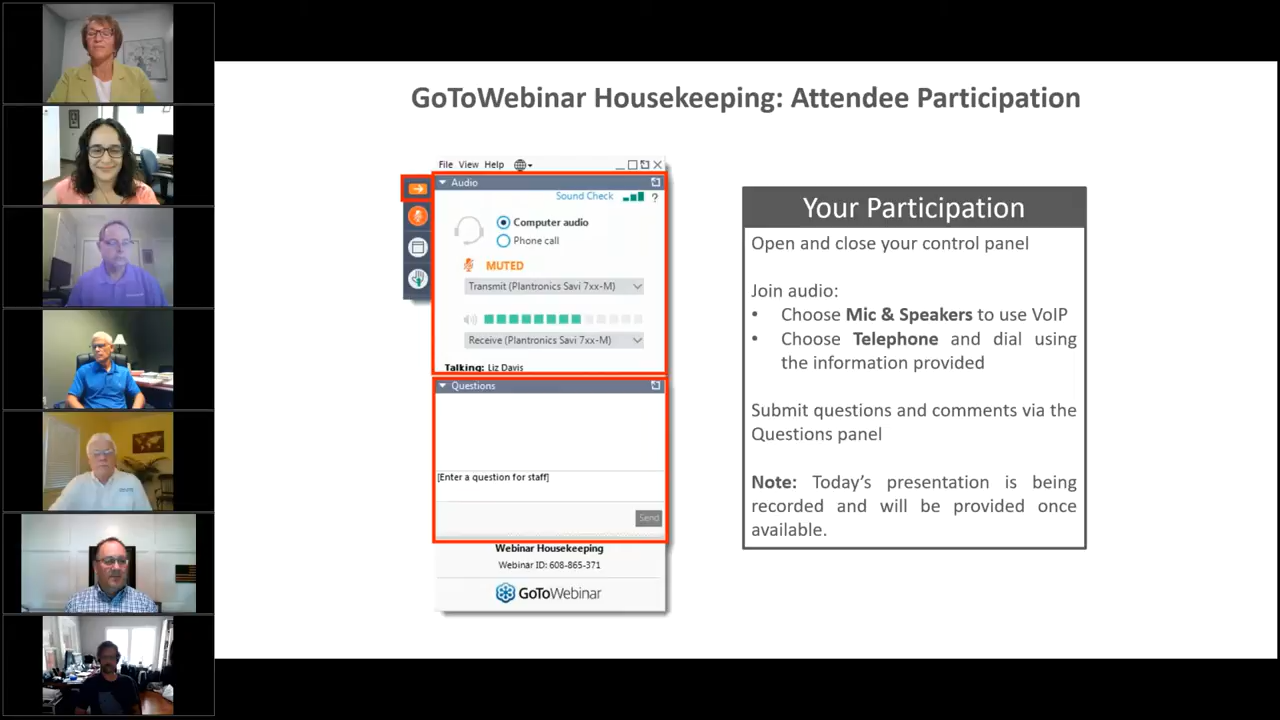 GoToWebinar Housekeeping: Attendee Participation
File View Help
Audio
Sound Check ?
Computer audio
Phone call
MUTED
Transmit (Plantronics Savi 7xx-M)
Receive (Plantronics Savi 7xx-M)
Talking: Liz Davis
Questions
[Enter a question for staff]
Send
Webinar Housekeeping
Webinar ID: 608-865-371
GoToWebinar
Your Participation
Open and close your control panel
Join audio:
• Choose Mic & Speakers to use VoIP
• Choose Telephone and dial using
the information provided
Submit questions and comments via the
Questions panel
Note: Today's presentation is being
recorded and will be provided once
available.